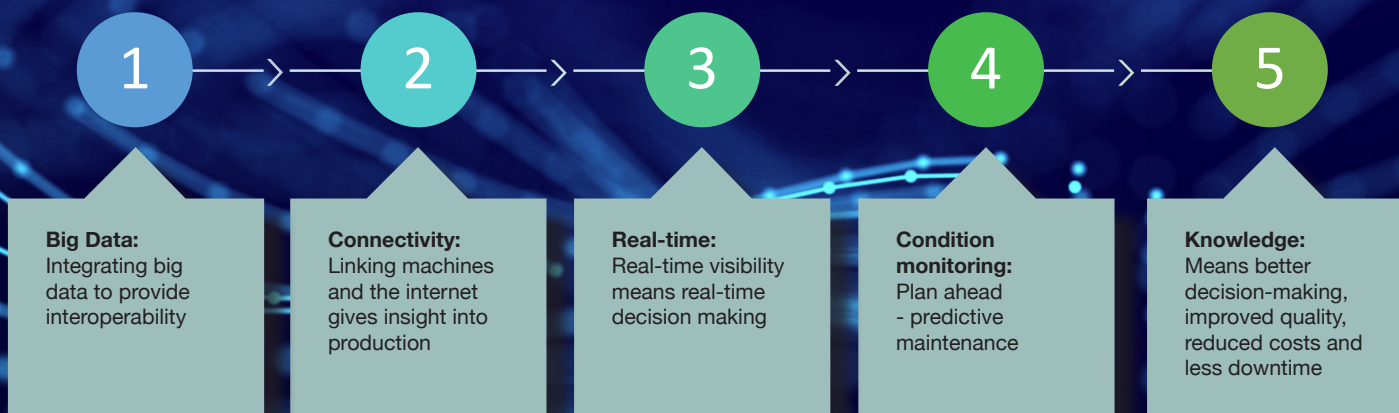 1
2
3
4
5
Big Data:
Integrating big
data to provide
interoperability
Connectivity:
Linking machines
and the internet
gives insight into
production
Real-time:
Real-time visibility
means real-time
decision making
Condition
monitoring:
Plan ahead
- predictive
maintenance
Knowledge:
Means better
decision-making,
improved quality,
reduced costs and
less downtime